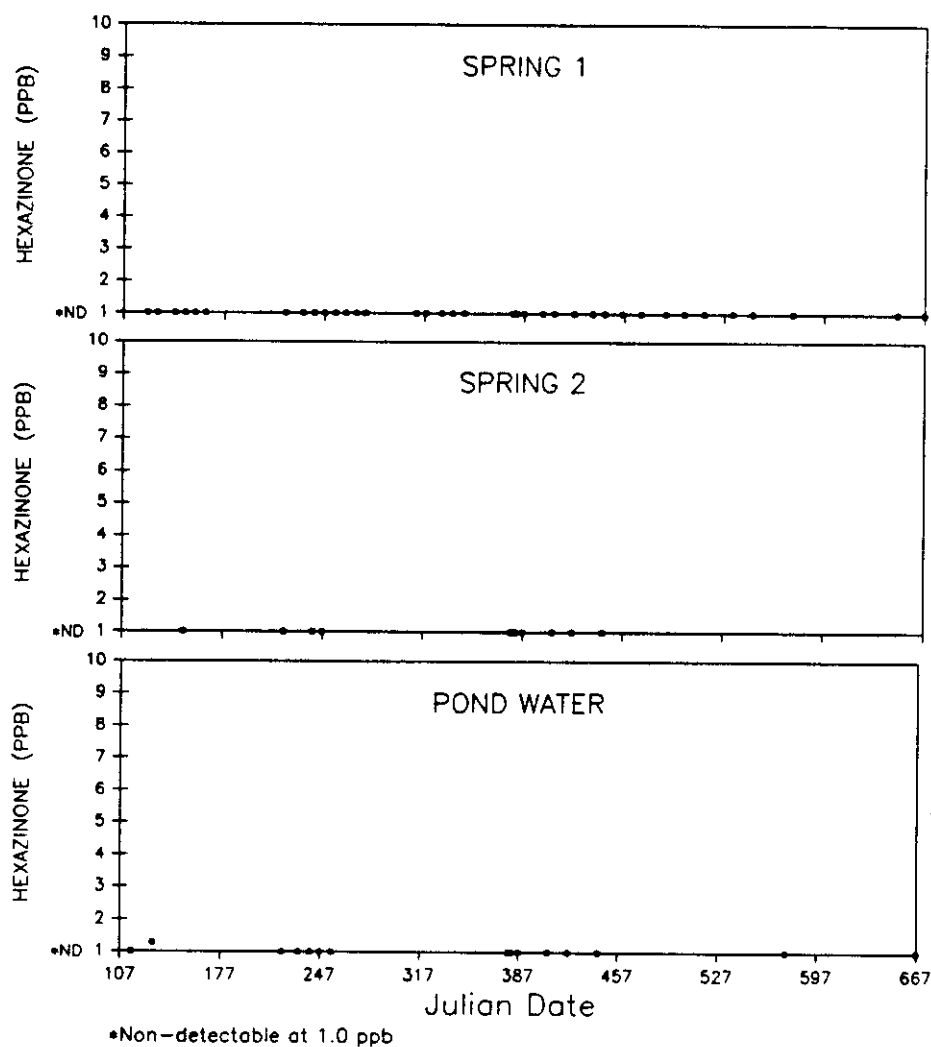 10
9
8
7
6
5
4
3
2
*ND 1
HEXAZINONE (PPB)
SPRING 1
10
9
8
7
6
5
4
3
2
*ND 1
HEXAZINONE (PPB)
SPRING 2
10
9
8
7
6
5
4
3
2
*ND 1
HEXAZINONE (PPB)
POND WATER
107 177 247 317 387 457 527 597 667
Julian Date
*Non-detectable at 1.0 ppb